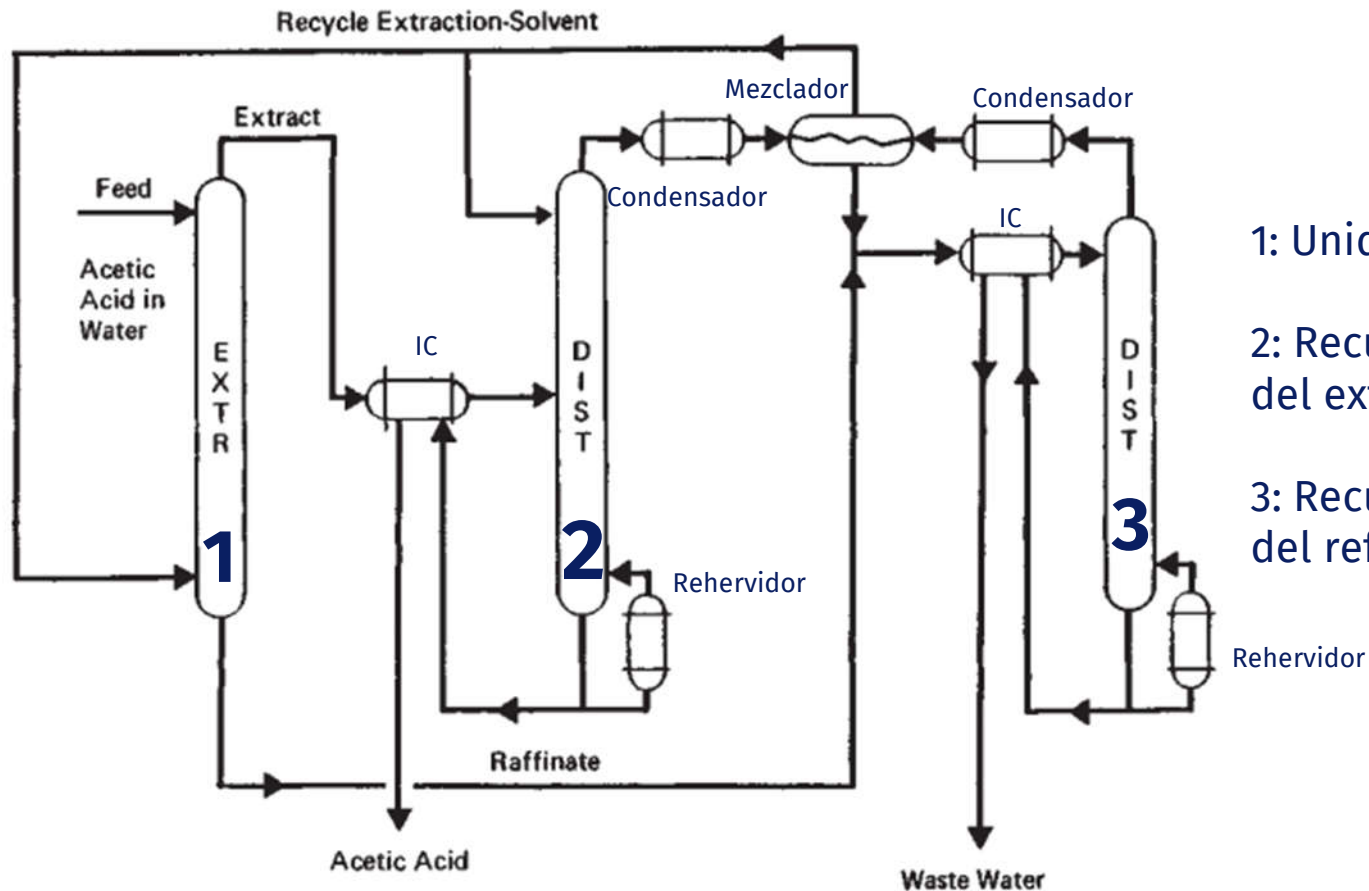 Recycle Extraction-Solvent
Mezclador
Condensador
Extract
Feed
Condensador
IC
Acetic
Acid in
Water
1: Unid
IC
E
X
T
R
D
I
S
T
D
I
S
T
2: Recu
del ext
3: Recu
del ref
1
2
3
Rehervidor
Rehervidor
Raffinate
Acetic Acid
Waste Water